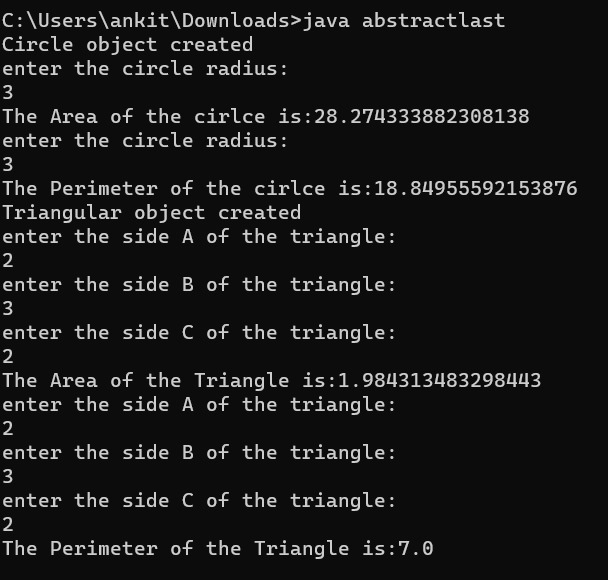 C:\Users\ankit\Downloads>java abstractlast
Circle object created
enter the circle radius:
3
The Area of the cirlce is:28.274333882308138
enter the circle radius:
3
The Perimeter of the cirlce is:18.84955592153876
Triangular object created
enter the side A of the triangle:
2
enter the side B of the triangle:
3
enter the side C of the triangle:
2
The Area of the Triangle is:1.984313483298443
enter the side A of the triangle:
2
enter the side B of the triangle:
3
enter the side C of the triangle:
2
The Perimeter of the Triangle is:7.0